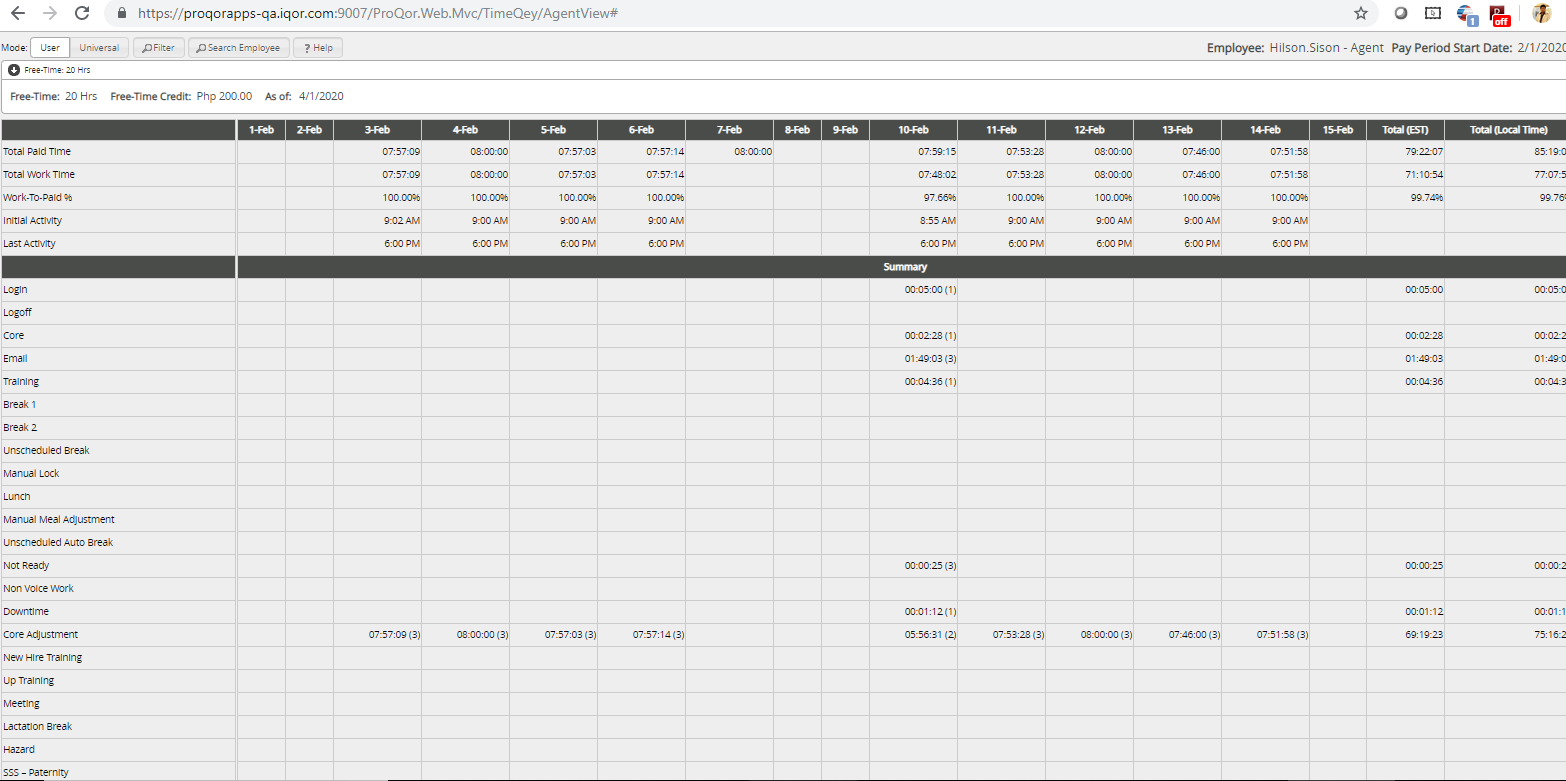 https://proqorapps-qa.iqor.com:9007/ProQor.Web.Mvc/TimeQey/AgentView#
1 off
Mode: User Universal Filter Search Employee ? Help Employee: Hilson.Sison - Agent Pay Period Start Date: 2/1/2020
Free-Time: 20 Hrs
Free-Time: 20 Hrs Free-Time Credit: Php 200.00 As of: 4/1/2020
1-Feb 2-Feb 3-Feb 4-Feb 5-Feb 6-Feb 7-Feb 8-Feb 9-Feb 10-Feb 11-Feb 12-Feb 13-Feb 14-Feb 15-Feb Total (EST) Total (Local Time)
Total Paid Time 07:57:09 08:00:00 07:57:03 07:57:14 08:00:00 07:59:15 07:53:28 08:00:00 07:46:00 07:51:58 79:22:07 85:19:0
Total Work Time 07:57:09 08:00:00 07:57:03 07:57:14 07:48:02 07:53:28 08:00:00 07:46:00 07:51:58 71:10:54 77:07:5
Work-To-Paid % 100.00% 100.00% 100.00% 100.00% 97.66% 100.00% 100.00% 100.00% 100.00% 99.74% 99.76%
Initial Activity 9:02 AM 9:00 AM 9:00 AM 9:00 AM 8:55 AM 9:00 AM 9:00 AM 9:00 AM 9:00 AM
Last Activity 6:00 PM 6:00 PM 6:00 PM 6:00 PM 6:00 PM 6:00 PM 6:00 PM 6:00 PM 6:00 PM
Summary
Login 00:05:00 (1) 00:05:00 00:05:0
Logoff
Core 00:02:28 (1) 00:02:28 00:02:2
Email 01:49:03 (3) 01:49:03 01:49:0
Training 00:04:36 (1) 00:04:36 00:04:3
Break 1
Break 2
Unscheduled Break
Manual Lock
Lunch
Manual Meal Adjustment
Unscheduled Auto Break
Not Ready 00:00:25 (3) 00:00:25 00:00:2
Non Voice Work
Downtime 00:01:12 (1) 00:01:12 00:01:1
Core Adjustment 07:57:09 (3) 08:00:00 (3) 07:57:03 (3) 07:57:14 (3) 05:56:31 (2) 07:53:28 (3) 08:00:00 (3) 07:46:00 (3) 07:51:58 (3) 69:19:23 75:16:2
New Hire Training
Up Training
Meeting
Lactation Break
Hazard
SSS – Paternity